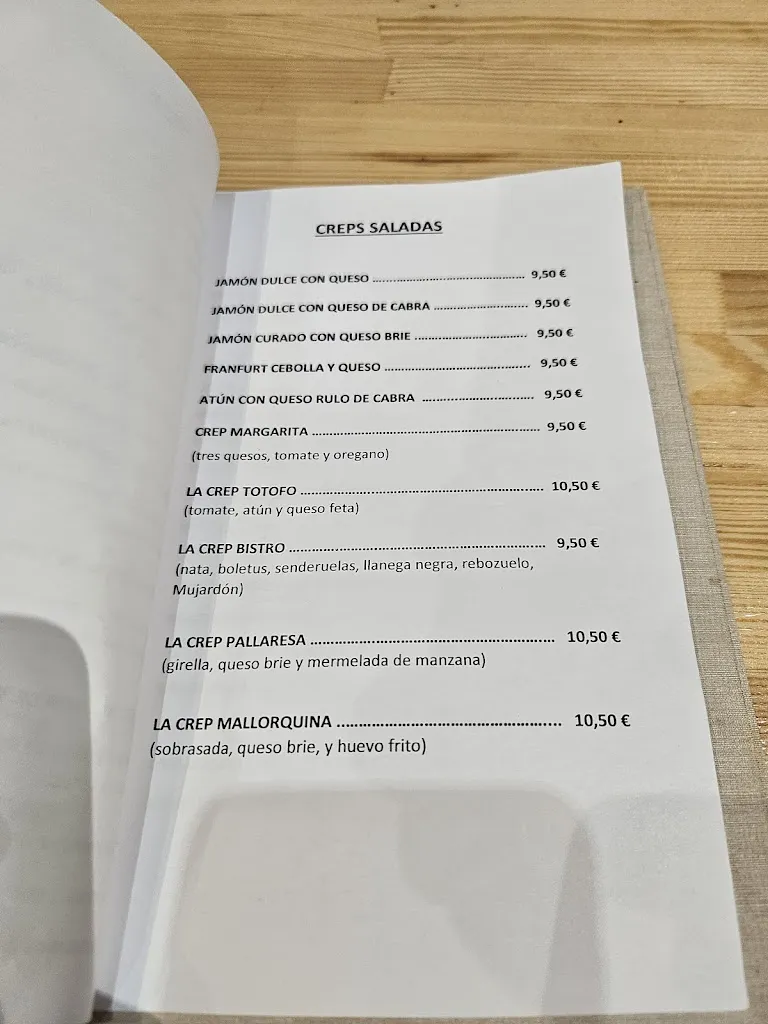 CREPS SALADAS
JAMÓN DULCE CON QUESO ............................................. 9,50 €
JAMÓN DULCE CON QUESO DE CABRA ............................ 9,50 €
JAMÓN CURADO CON QUESO BRIE ................................. 9,50 €
FRANFURT CEBOLLA Y QUESO .......................................... 9,50 €
ATÚN CON QUESO RULO DE CABRA ................................ 9,50 €
CREP MARGARITA ............................................................. 9,50 €
(tres quesos, tomate y oregano)
LA CREP TOTOFO ............................................................... 10,50 €
(tomate, atún y queso feta)
LA CREP BISTRO ................................................................ 9,50 €
(nata, boletus, senderuelas, llanega negra, rebozuelo,
Mujardón)
LA CREP PALLARESA ........................................................ 10,50 €
(girella, queso brie y mermelada de manzana)
LA CREP MALLORQUINA ................................................... 10,50 €
(sobrasada, queso brie, y huevo frito)